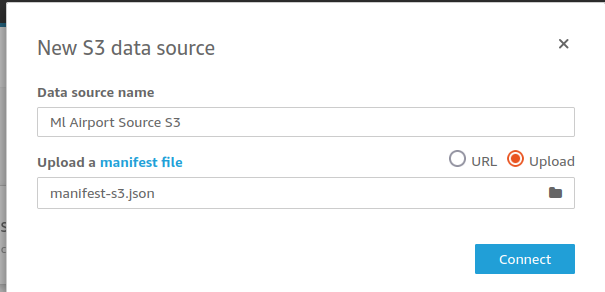 New S3 data source
Data source name
Ml Airport Source S3
Upload a manifest file URL Upload
manifest-s3.json
Connect